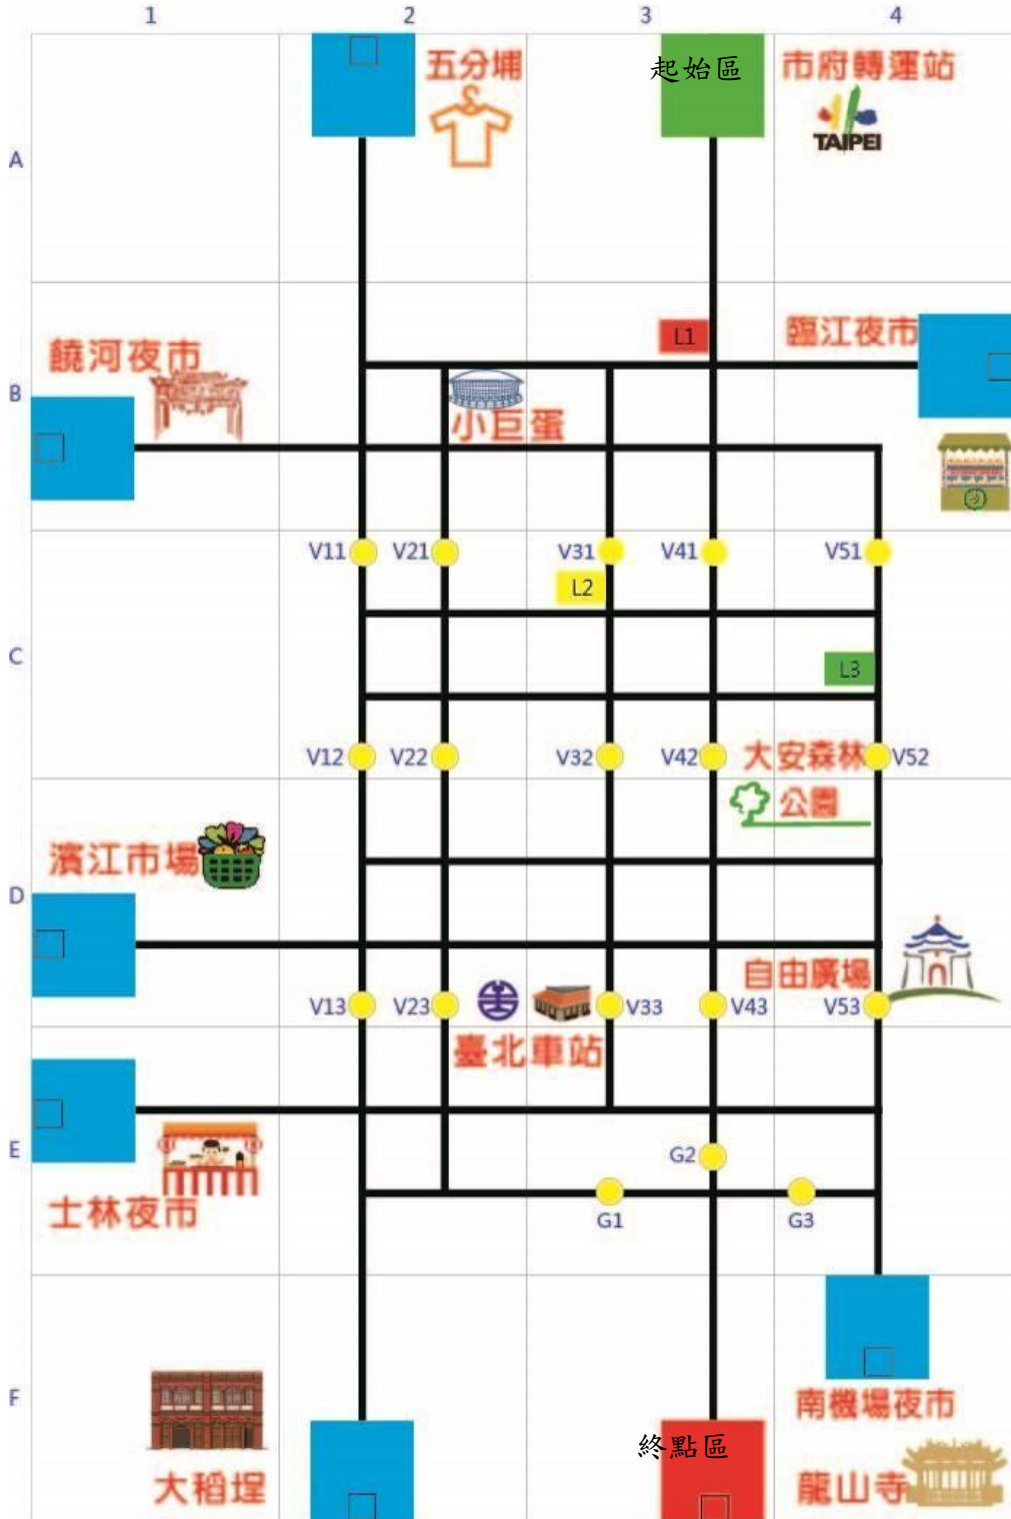 1 2 3 4
五分埔
起始區
市府轉運站
TAIPEI
A
L1
臨江夜市
饒河夜市
B
小巨蛋
V11 V21 V31 V41 V51
L2
C
L3
V12 V22 V32 V42 大安森林 V52
公園
濱江市場
D
自由廣場
V13 V23 V33 V43 V53
臺北車站
E
G2
士林夜市
G1 G3
F
南機場夜市
終點區
大稻埕
龍山寺